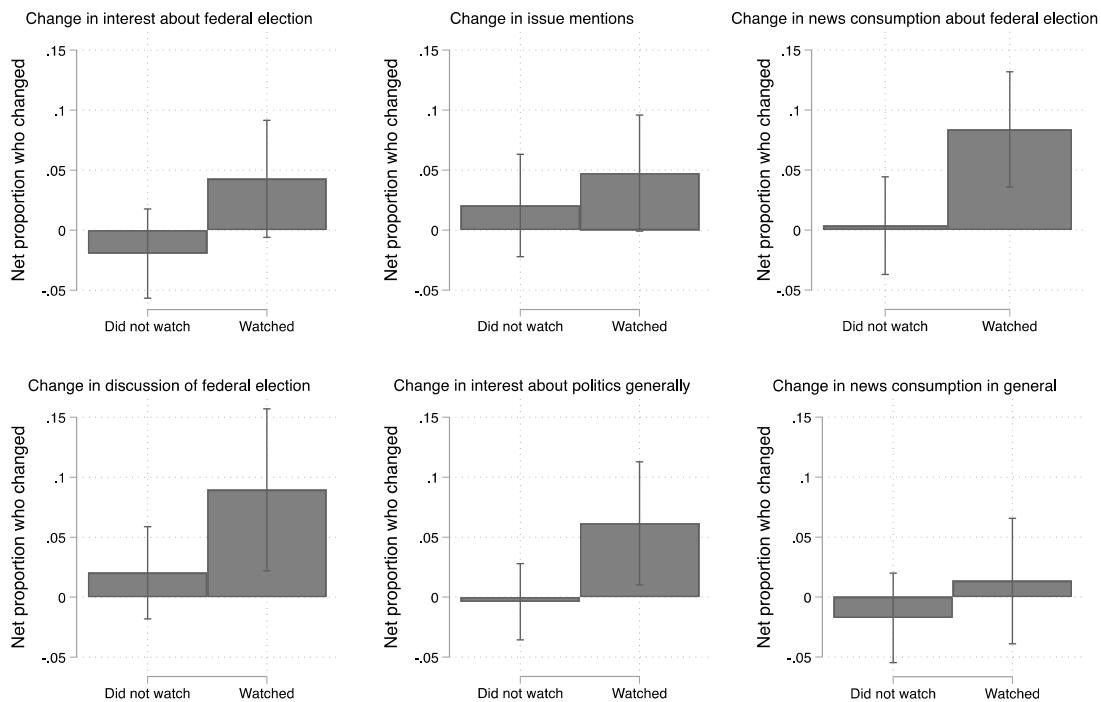 Change in interest about federal election
Net proportion who changed
.15
.1
.05
0
-.05
Did not watch Watched
Change in issue mentions
Net proportion who changed
.15
.1
.05
0
-.05
Did not watch Watched
Change in news consumption about federal election
Net proportion who changed
.15
.1
.05
0
-.05
Did not watch Watched
Change in discussion of federal election
Net proportion who changed
.15
.1
.05
0
-.05
Did not watch Watched
Change in interest about politics generally
Net proportion who changed
.15
.1
.05
0
-.05
Did not watch Watched
Change in news consumption in general
Net proportion who changed
.15
.1
.05
0
-.05
Did not watch Watched